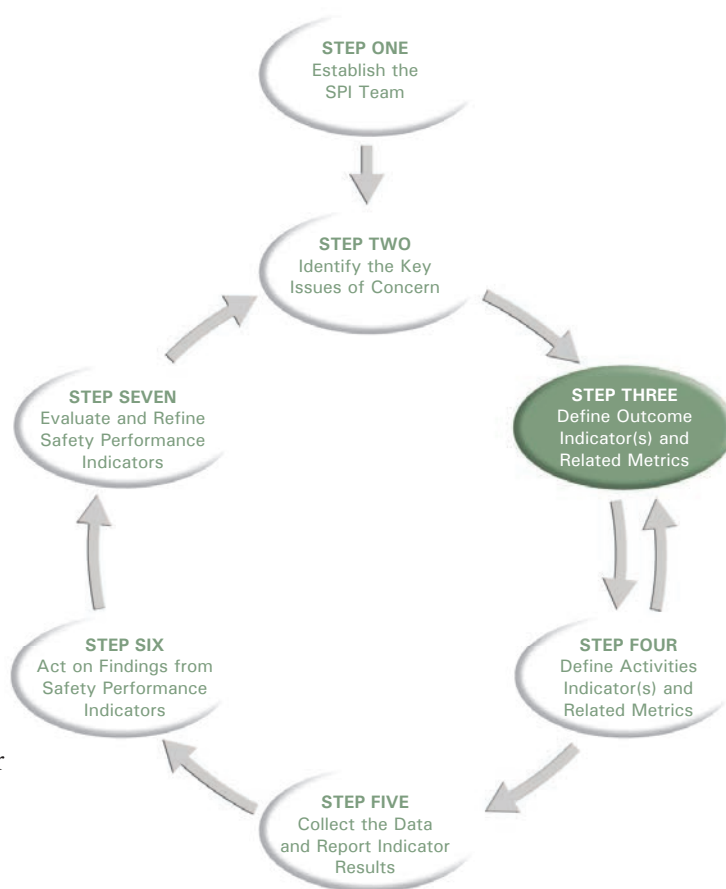 STEP ONE
Establish the
SPI Team
STEP TWO
Identify the Key
Issues of Concern
STEP THREE
Define Outcome
Indicator(s) and
Related Metrics
STEP FOUR
Define Activities
Indicator(s) and
Related Metrics
STEP FIVE
Collect the Data
and Report Indicator
Results
STEP SIX
Act on Findings from
Safety Performance
Indicators
STEP SEVEN
Evaluate and Refine
Safety Performance
Indicators
r